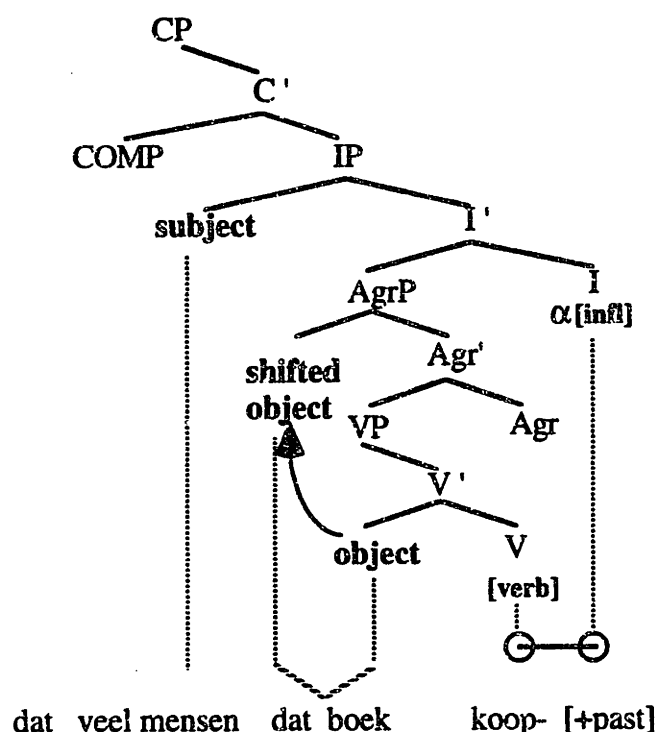 CP
C'
COMP IP
subject I'
AgrP I
α[infl]
shifted Agr'
object
VP Agr
V'
object V
[verb]
dat veel mensen dat boek koop- [+past]